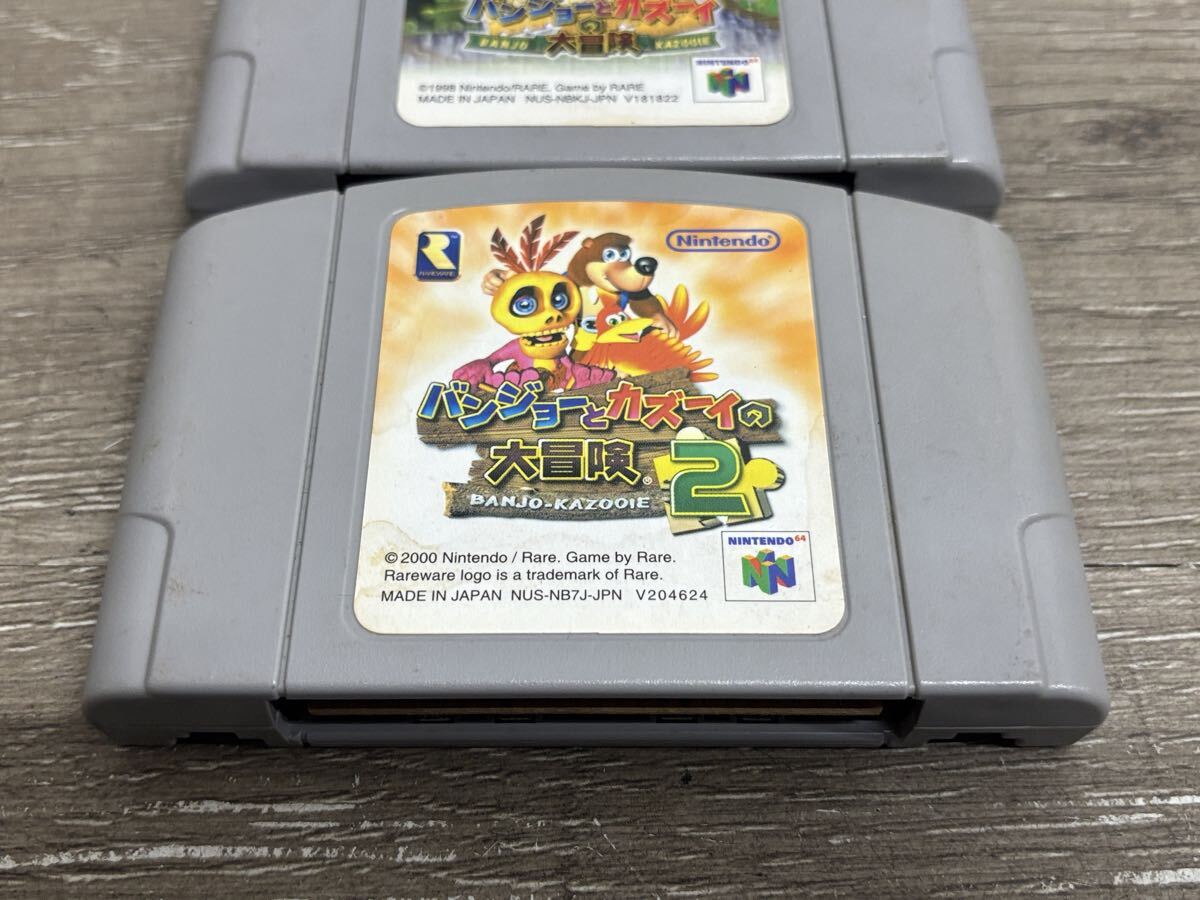 バンジョーとカズーイの
大冒険
BANJO KAZOOIE
©1998 Nintendo/RARE. Game by RARE
MADE IN JAPAN NUS-NBKJ-JPN V181822
NINTENDO64
RAREWARE
Nintendo®
バンジョーとカズーイの
大冒険® 2
BANJO-KAZOOIE
© 2000 Nintendo / Rare. Game by Rare.
Rareware logo is a trademark of Rare.
MADE IN JAPAN NUS-NB7J-JPN V204624
NINTENDO64